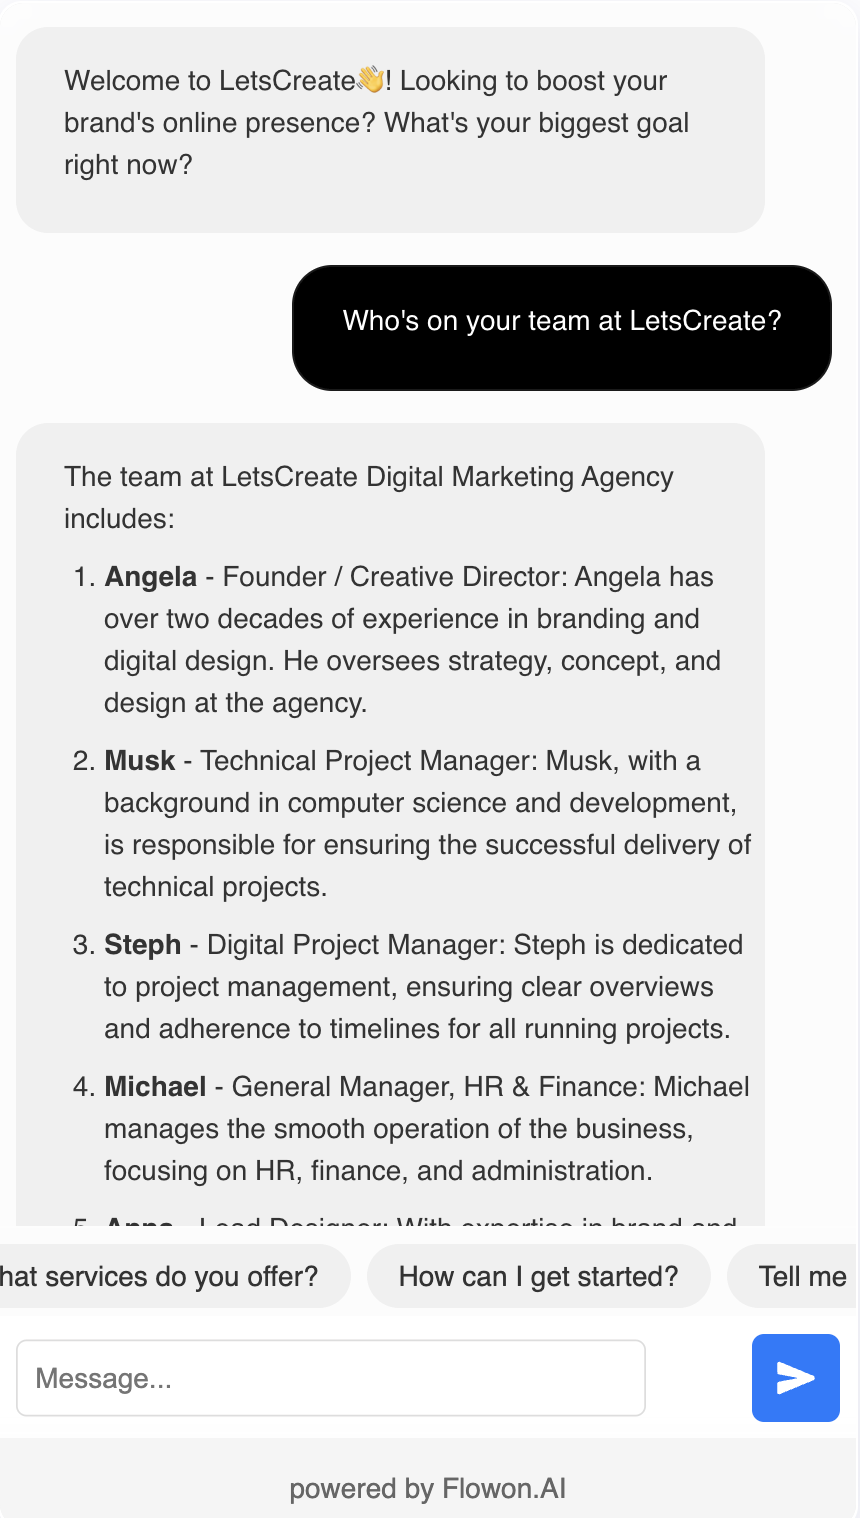 Welcome to LetsCreate👋! Looking to boost your
brand's online presence? What's your biggest goal
right now?
Who's on your team at LetsCreate?
The team at LetsCreate Digital Marketing Agency
includes:
1. Angela - Founder / Creative Director: Angela has
over two decades of experience in branding and
digital design. He oversees strategy, concept, and
design at the agency.
2. Musk - Technical Project Manager: Musk, with a
background in computer science and development,
is responsible for ensuring the successful delivery of
technical projects.
3. Steph - Digital Project Manager: Steph is dedicated
to project management, ensuring clear overviews
and adherence to timelines for all running projects.
4. Michael - General Manager, HR & Finance: Michael
manages the smooth operation of the business,
focusing on HR, finance, and administration.
Lead Designer: With expertise in brand and
hat services do you offer?
How can I get started?
Tell me
Message...
powered by Flowon.AI